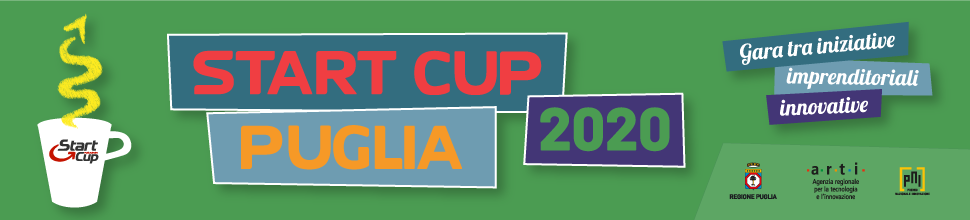 Start
Cup
START CUP
PUGLIA
2020
Gara tra iniziative
imprenditoriali
innovative
REGIONE PUGLIA
a·r·t·i
Agenzia regionale
per la tecnologia
e l'innovazione
PNI